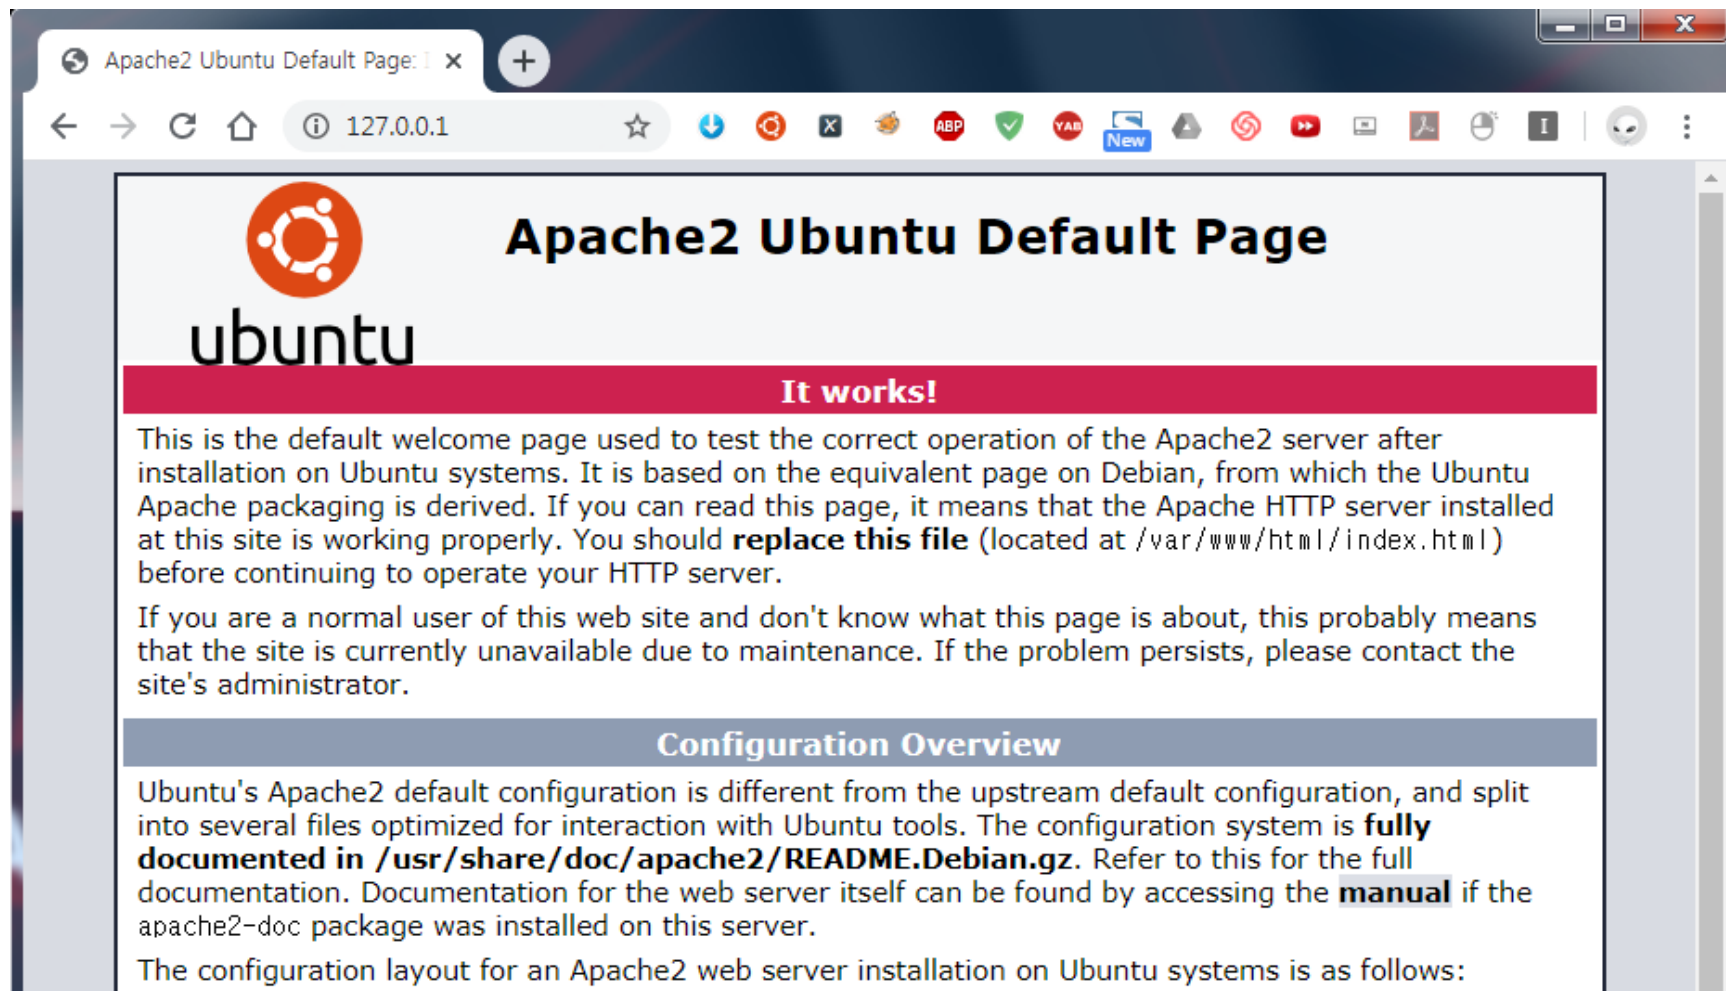 Apache2 Ubuntu Default Page:
127.0.0.1
ABP
YAB
New
I
Apache2 Ubuntu Default Page
ubuntu
It works!
This is the default welcome page used to test the correct operation of the Apache2 server after
installation on Ubuntu systems. It is based on the equivalent page on Debian, from which the Ubuntu
Apache packaging is derived. If you can read this page, it means that the Apache HTTP server installed
at this site is working properly. You should replace this file (located at /var/www/html/index.html)
before continuing to operate your HTTP server.
If you are a normal user of this web site and don't know what this page is about, this probably means
that the site is currently unavailable due to maintenance. If the problem persists, please contact the
site's administrator.
Configuration Overview
Ubuntu's Apache2 default configuration is different from the upstream default configuration, and split
into several files optimized for interaction with Ubuntu tools. The configuration system is fully
documented in /usr/share/doc/apache2/README.Debian.gz. Refer to this for the full
documentation. Documentation for the web server itself can be found by accessing the manual if the
apache2-doc package was installed on this server.
The configuration layout for an Apache2 web server installation on Ubuntu systems is as follows: